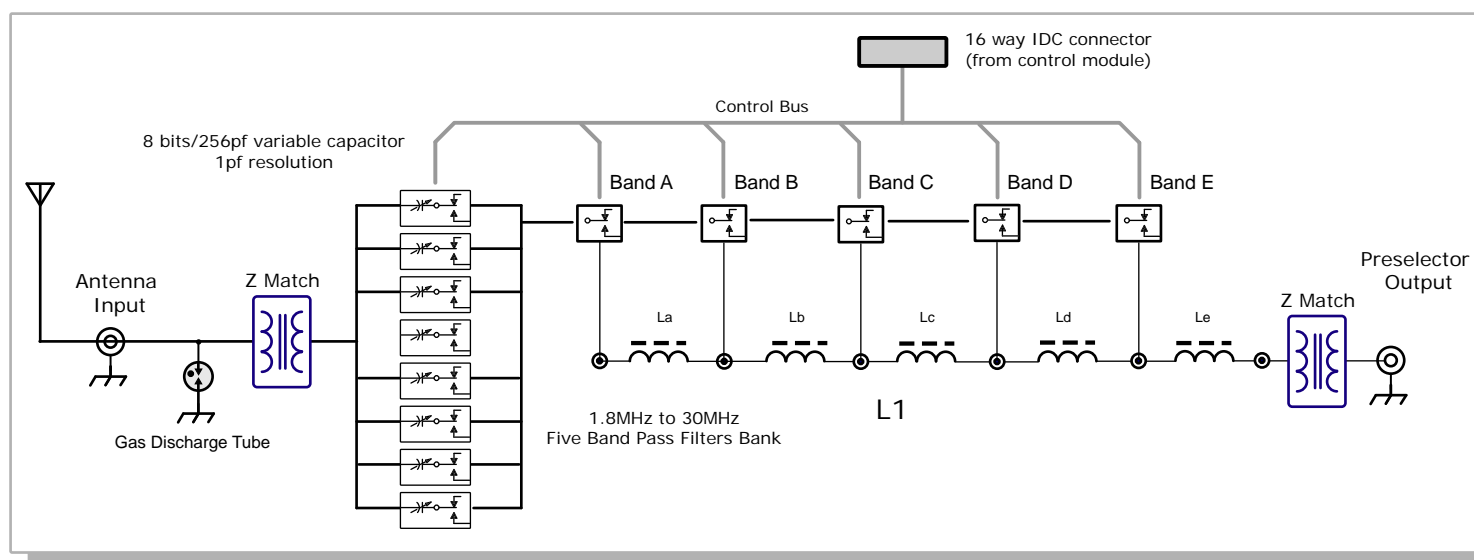 16 way IDC connector
(from control module)
Control Bus
8 bits/256pf variable capacitor
1pf resolution
Band A
Band B
Band C
Band D
Band E
Antenna
Input
Z Match
Preselector
Output
Z Match
La
Lb
Lc
Ld
Le
L1
1.8MHz to 30MHz
Five Band Pass Filters Bank
Gas Discharge Tube